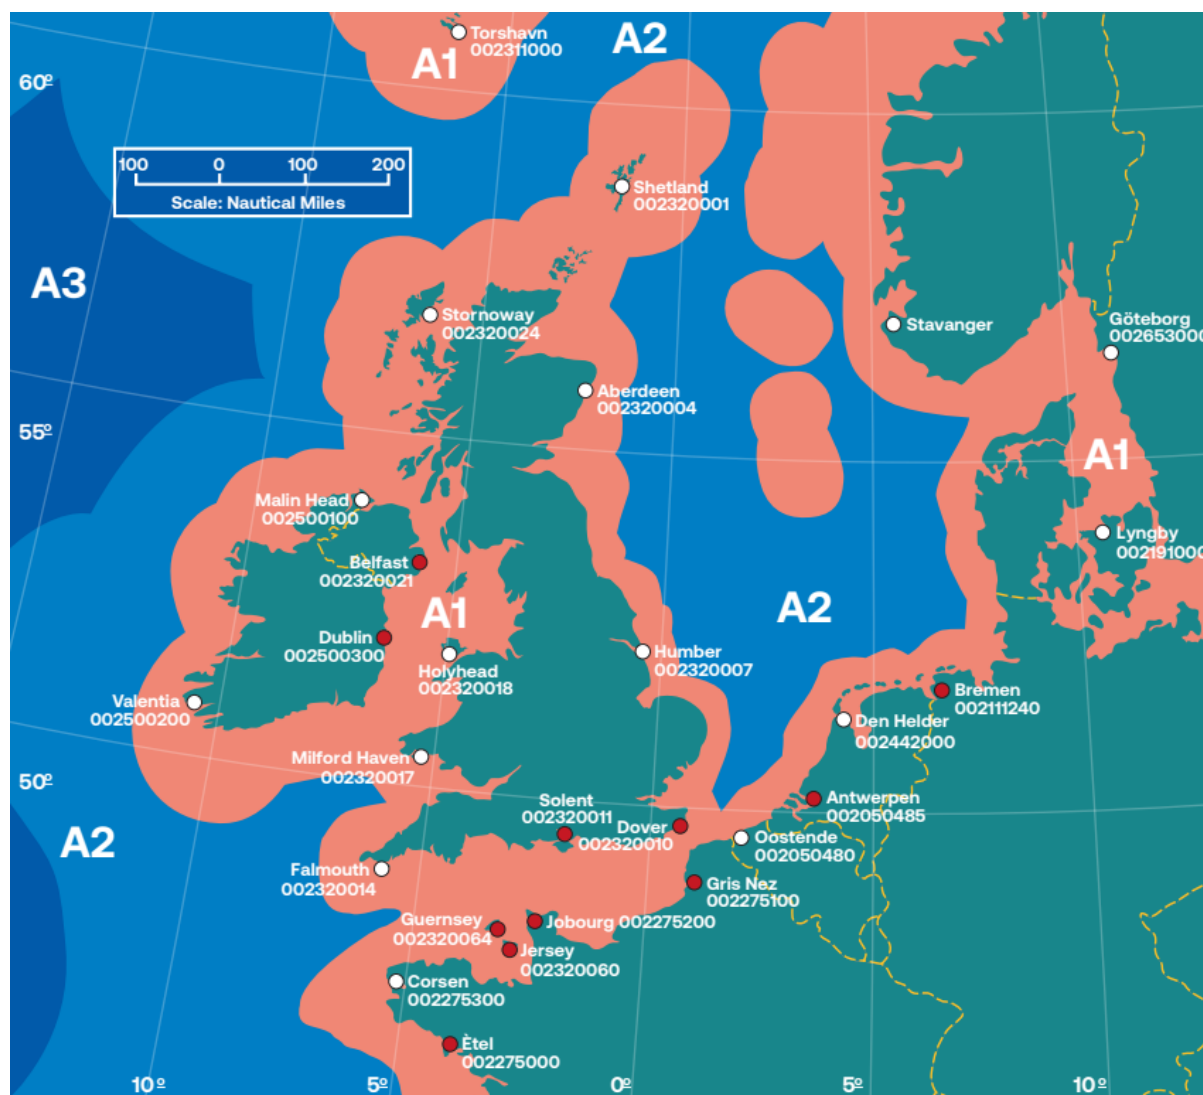 Torshavn
002311000
A2
A1
60º
100 0 100 200
Scale: Nautical Miles
Shetland
002320001
A3
Stornoway
002320024
Stavanger
Göteborg
002653000
Aberdeen
002320004
55º
A1
Malin Head
002500100
Belfast
002320021
Lyngby
002191000
A1
A2
Dublin
002500300
Holyhead
002320018
Humber
002320007
Valentia
002500200
Bremen
002111240
Den Helder
002442000
Milford Haven
002320017
50º
Solent
002320011
Antwerpen
002050485
Dover
002320010
A2
Oostende
002050480
Falmouth
002320014
Gris Nez
002275100
Guernsey
002320064
Jobourg 002275200
Jersey
002320060
Corsen
002275300
Ètel
002275000
10º 5º 0º 5º 10º